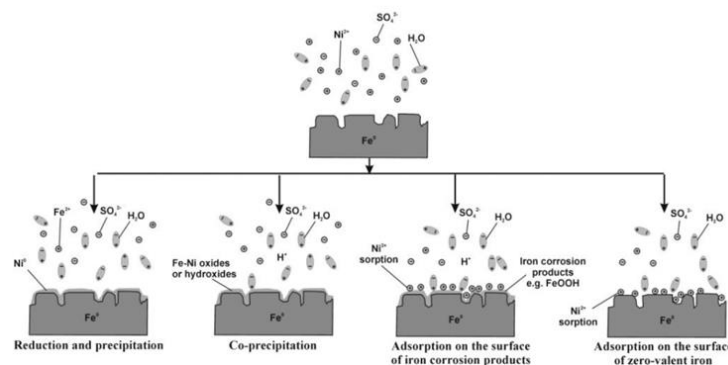 SO₄²⁻
Ni²⁺
H₂O
Fe⁰
Fe²⁺
SO₄²⁻
H₂O
Ni⁰
Fe⁰
Reduction and precipitation
SO₄²⁻
H₂O
H⁺
Fe-Ni oxides
or hydroxides
Fe⁰
Co-precipitation
SO₄²⁻
H₂O
Ni²⁺
sorption
H⁺
Iron corrosion
products
e.g. FeOOH
Fe⁰
Adsorption on the surface
of iron corrosion products
SO₄²⁻
H₂O
Ni²⁺
sorption
Fe⁰
Adsorption on the surface
of zero-valent iron